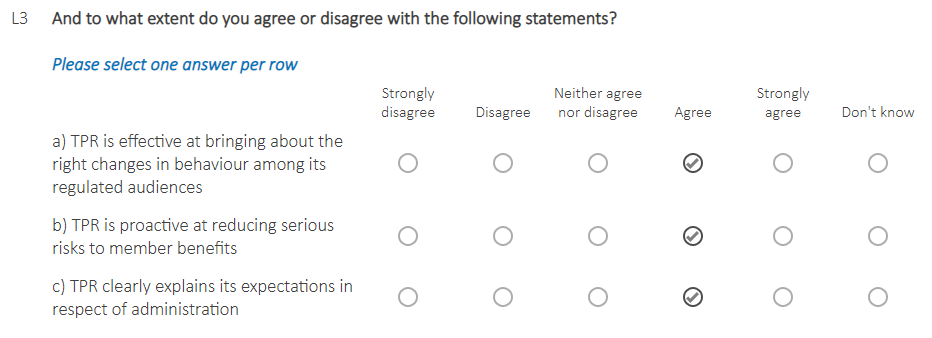 L3 And to what extent do you agree or disagree with the following statements?
Please select one answer per row
Strongly disagree
Disagree
Neither agree nor disagree
Agree
Strongly agree
Don't know
a) TPR is effective at bringing about the
right changes in behaviour among its
regulated audiences
b) TPR is proactive at reducing serious
risks to member benefits
c) TPR clearly explains its expectations in
respect of administration